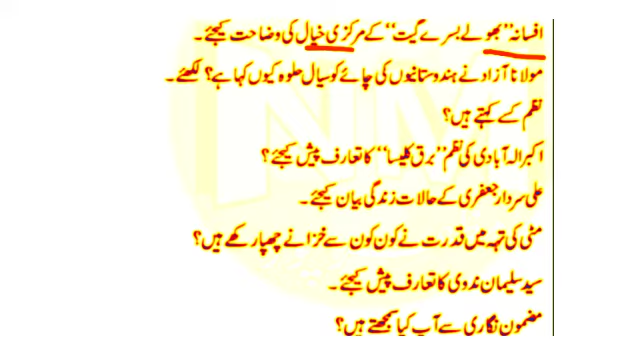 افسانہ ”بھولے بسرے گیت“ کے مرکزی خیال کی وضاحت کیجئے۔
مولانا آزاد نے ہندوستانیوں کی چائے کو سیال حلوہ کیوں کہا ہے؟ لکھئے۔
نظم کسے کہتے ہیں؟
اکبر الہ آبادی کی نظم ”برق کلیسا“ کا تعارف پیش کیجئے؟
علی سردار جعفری کے حالات زندگی بیان کیجئے۔
مٹی کی تہہ میں قدرت نے کون کون سے خزانے چھپا رکھے ہیں؟
سید سلیمان ندوی کا تعارف پیش کیجئے۔
مضمون نگاری سے آپ کیا سمجھتے ہیں؟